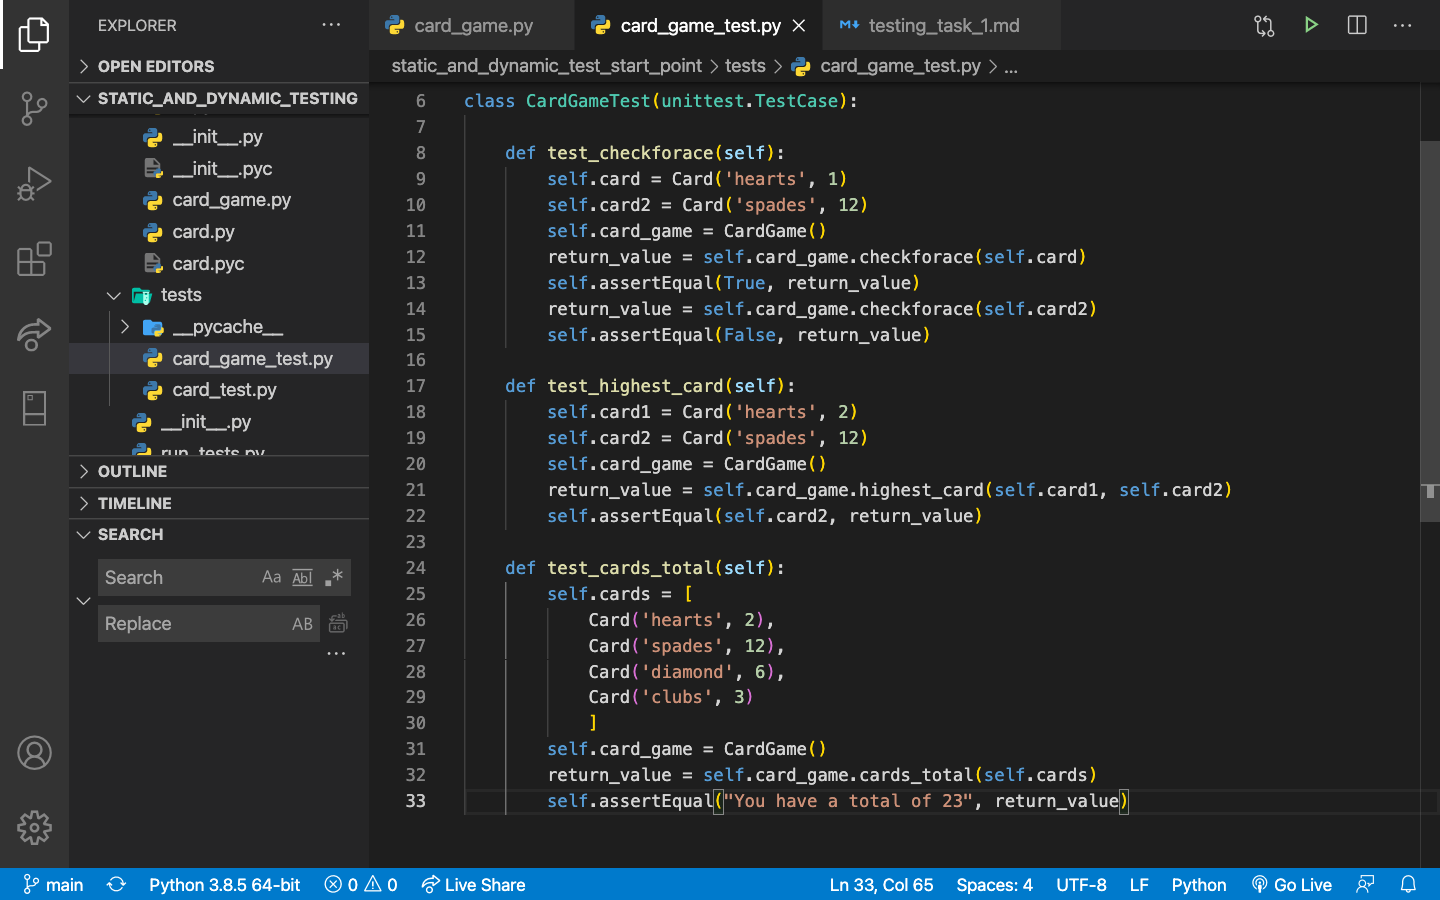 EXPLORER
OPEN EDITORS
STATIC_AND_DYNAMIC_TESTING
__init__.py
__init__.pyc
card_game.py
card.py
card.pyc
tests
__pycache__
card_game_test.py
card_test.py
__init__.py
run_tests.py
OUTLINE
TIMELINE
SEARCH
Search Aa Abl .*
Replace AB
...
card_game.py card_game_test.py testing_task_1.md
static_and_dynamic_test_start_point > tests > card_game_test.py > ...
6 class CardGameTest(unittest.TestCase):
7
8 def test_checkforace(self):
9 self.card = Card('hearts', 1)
10 self.card2 = Card('spades', 12)
11 self.card_game = CardGame()
12 return_value = self.card_game.checkforace(self.card)
13 self.assertEqual(True, return_value)
14 return_value = self.card_game.checkforace(self.card2)
15 self.assertEqual(False, return_value)
16
17 def test_highest_card(self):
18 self.card1 = Card('hearts', 2)
19 self.card2 = Card('spades', 12)
20 self.card_game = CardGame()
21 return_value = self.card_game.highest_card(self.card1, self.card2)
22 self.assertEqual(self.card2, return_value)
23
24 def test_cards_total(self):
25 self.cards = [
26 Card('hearts', 2),
27 Card('spades', 12),
28 Card('diamond', 6),
29 Card('clubs', 3)
30 ]
31 self.card_game = CardGame()
32 return_value = self.card_game.cards_total(self.cards)
33 self.assertEqual("You have a total of 23", return_value)
main Python 3.8.5 64-bit 0 0 Live Share Ln 33, Col 65 Spaces: 4 UTF-8 LF Python Go Live